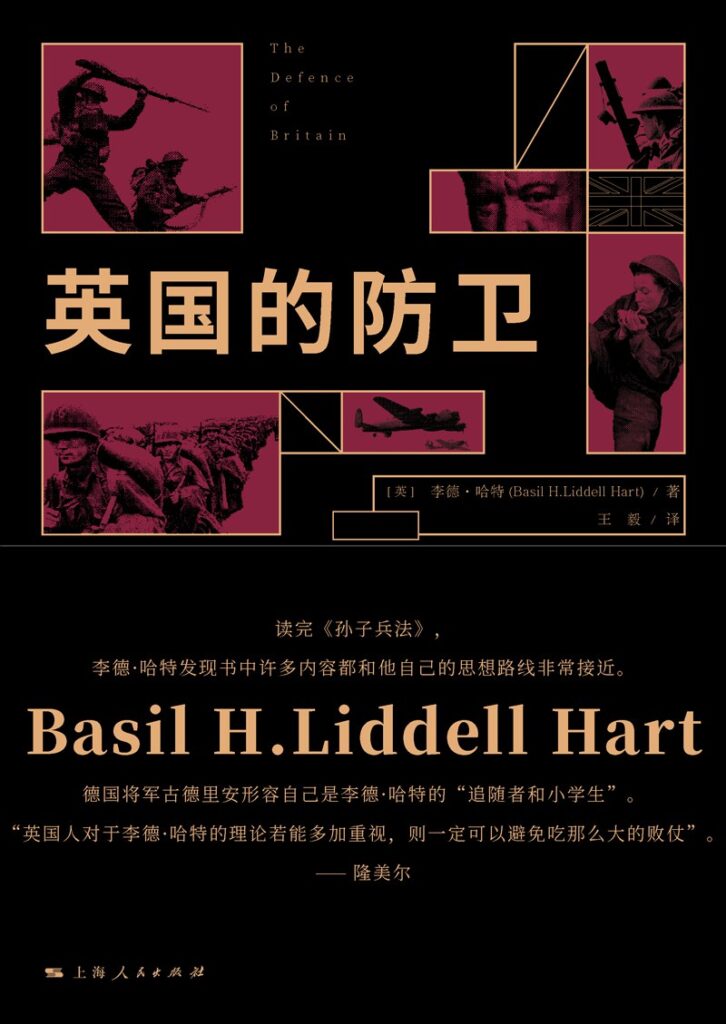 The
Defence
of
Britain
英国的防卫
[英] 李德·哈特 (Basil H.Liddell Hart) / 著
王 毅 / 译
读完《孙子兵法》,
李德·哈特发现书中许多内容都和他自己的思想路线非常接近。
Basil H.Liddell Hart
德国将军古德里安形容自己是李德·哈特的“追随者和小学生”。
“英国人对于李德·哈特的理论若能多加重视,则一定可以避免吃那么大的败仗”。
—— 隆美尔
上海人民出版社